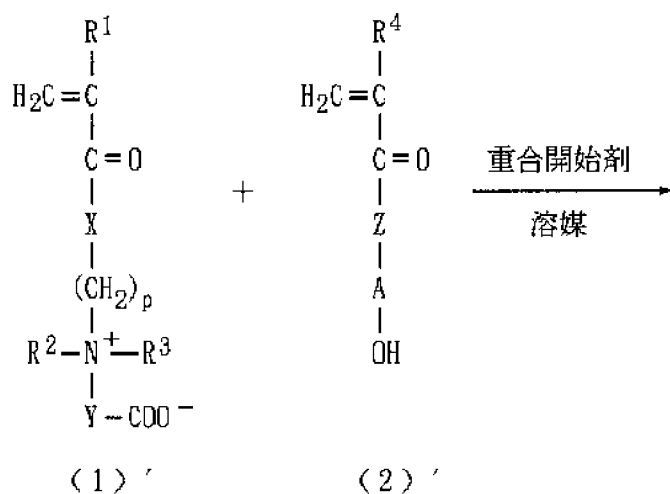 R¹ R⁴
H₂C=C H₂C=C
C=O C=O 重合開始剤
+
X Z 溶媒
(CH₂)ₚ A
R²—N⁺—R³ OH
Y—COO⁻
(1)′ (2)′